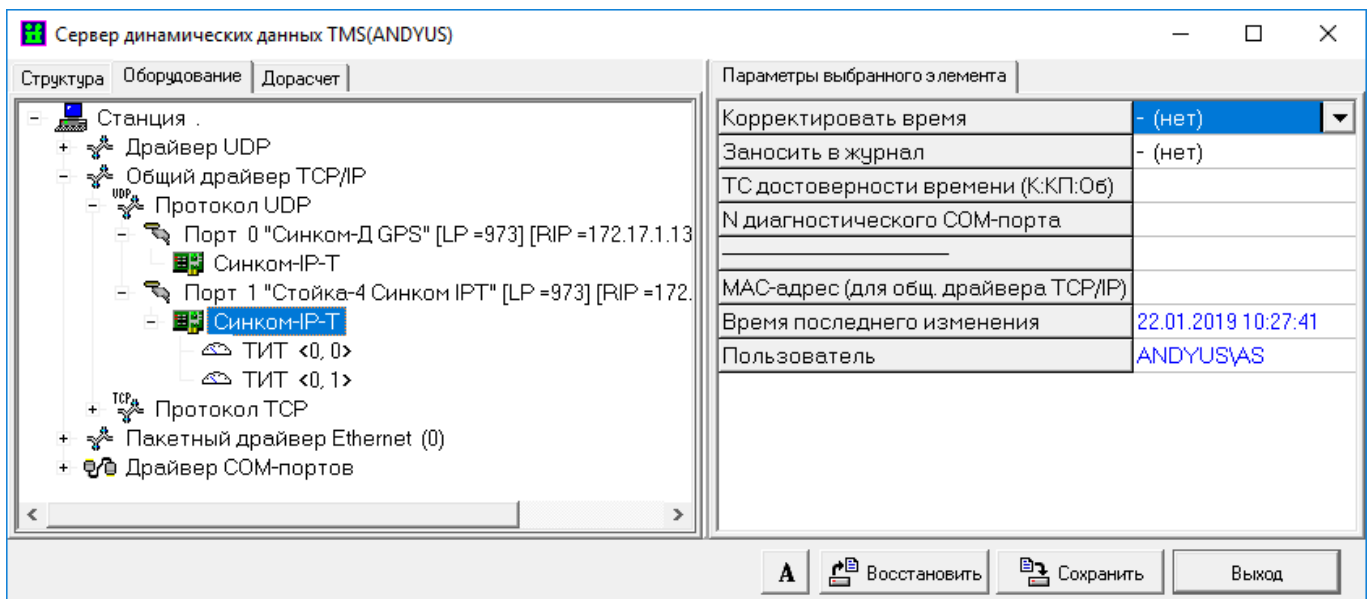 Сервер динамических данных TMS(ANDYUS)
Структура Оборудование Дорасчет
Станция .
Драйвер UDP
Общий драйвер TCP/IP
UDP Протокол UDP
Порт 0 "Синком-Д GPS" [LP =973] [RIP =172.17.1.13
Синком-IP-T
Порт 1 "Стойка-4 Синком IPT" [LP =973] [RIP =172.
Синком-IP-T
ТИТ <0, 0>
ТИТ <0, 1>
TCP Протокол TCP
Пакетный драйвер Ethernet (0)
Драйвер COM-портов
Параметры выбранного элемента
Корректировать время - (нет)
Заносить в журнал - (нет)
ТС достоверности времени (К:КП:Об)
N диагностического COM-порта
MAC-адрес (для общ. драйвера TCP/IP)
Время последнего изменения 22.01.2019 10:27:41
Пользователь ANDYUS\AS
A Восстановить Сохранить Выход